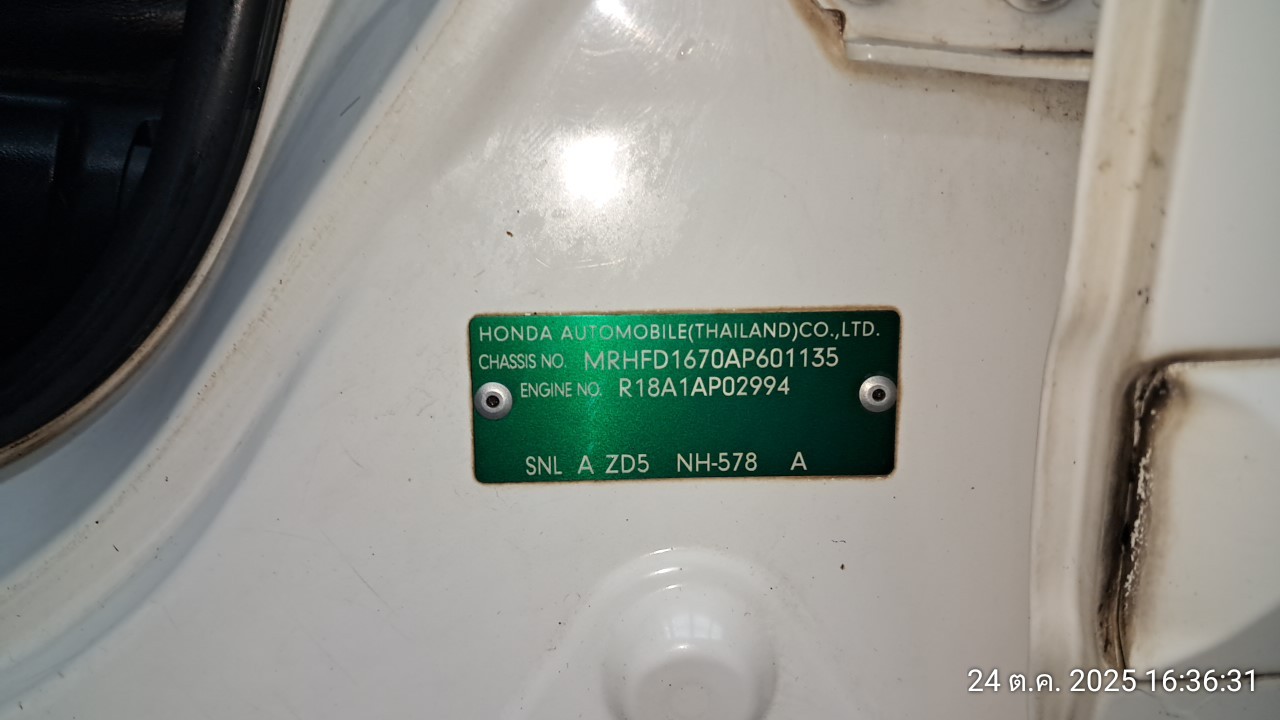 HONDA AUTOMOBILE(THAILAND)CO.,LTD.
CHASSIS NO. MRHFD1670AP601135
ENGINE NO. R18A1AP02994
SNL A ZD5 NH-578 A
24 ต.ค. 2025 16:36:31